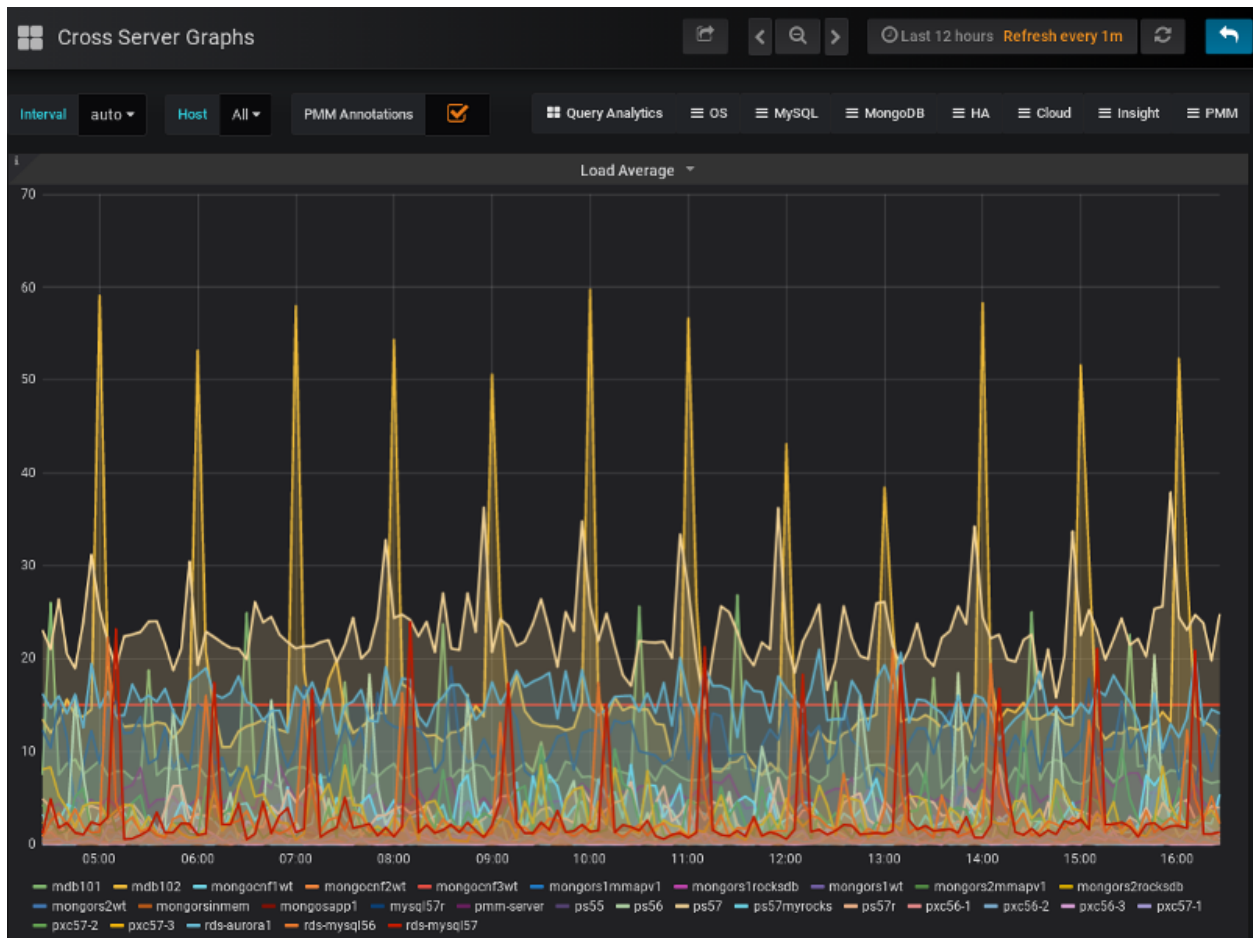 Cross Server Graphs
Last 12 hours Refresh every 1m
Interval auto Host All PMM Annotations Query Analytics OS MySQL MongoDB HA Cloud Insight PMM
i
Load Average
70
60
50
40
30
20
10
0
05:00 06:00 07:00 08:00 09:00 10:00 11:00 12:00 13:00 14:00 15:00 16:00
mdb101 mdb102 mongocnf1wt mongocnf2wt mongocnf3wt mongors1mmapv1 mongors1rocksdb mongors1wt mongors2mmapv1 mongors2rocksdb
mongors2wt mongorsinmem mongosapp1 mysql57r pmm-server ps55 ps56 ps57 ps57myrocks ps57r pxc56-1 pxc56-2 pxc56-3 pxc57-1
pxc57-2 pxc57-3 rds-aurora1 rds-mysql56 rds-mysql57